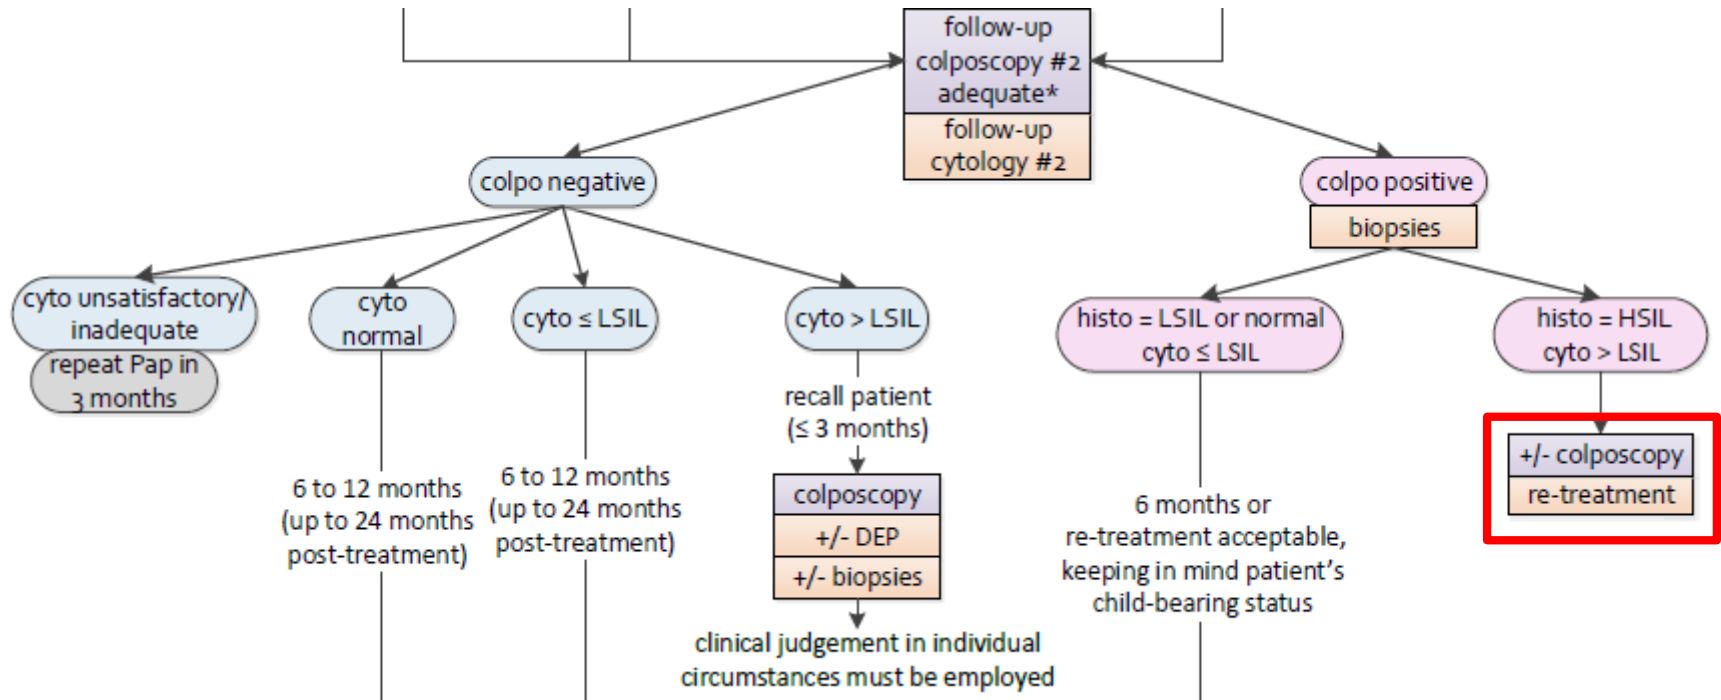 follow-up
colposcopy #2
adequate*
follow-up
cytology #2
colpo negative
colpo positive
biopsies
cyto unsatisfactory/
inadequate
repeat Pap in
3 months
cyto
normal
cyto ≤ LSIL
cyto > LSIL
histo = LSIL or normal
cyto ≤ LSIL
histo = HSIL
cyto > LSIL
recall patient
(≤ 3 months)
+/- colposcopy
re-treatment
6 to 12 months
(up to 24 months
post-treatment)
6 to 12 months
(up to 24 months
post-treatment)
colposcopy
+/- DEP
+/- biopsies
6 months or
re-treatment acceptable,
keeping in mind patient's
child-bearing status
clinical judgement in individual
circumstances must be employed